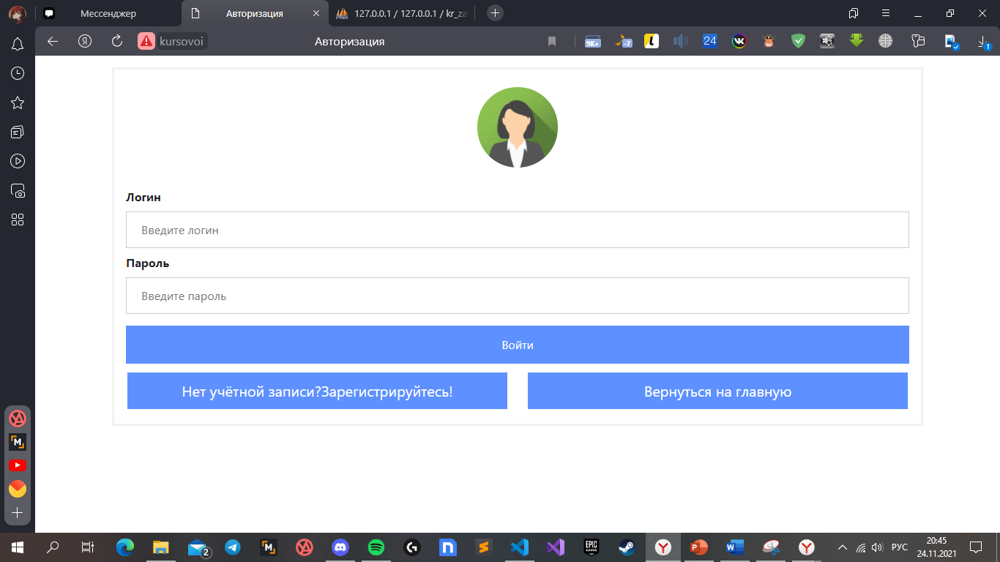 Мессенджер
Авторизация
127.0.0.1 / 127.0.0.1 / kr_za
Я
kursovoi
Авторизация
9K+
-7
24
1
Логин
Введите логин
Пароль
Введите пароль
Войти
Нет учётной записи?Зарегистрируйтесь!
Вернуться на главную
M
2
M
EPIC
GAMES
РУС
20:45
24.11.2021